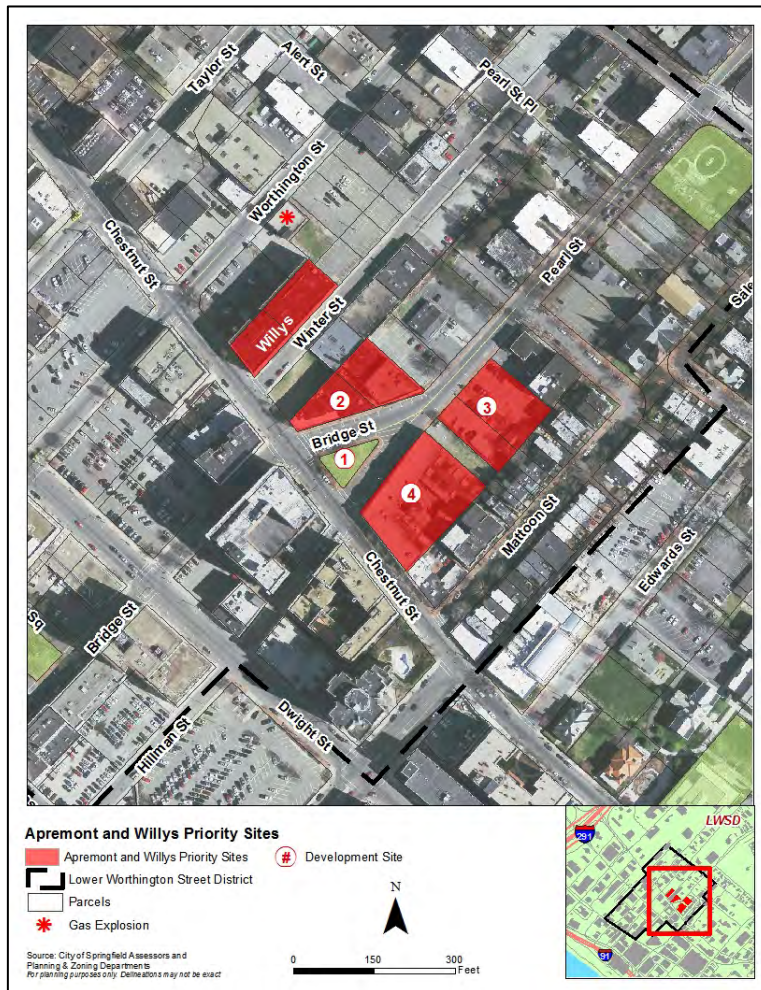 Taylor St
Alert St
Pearl St Pl
Worthington St
Chestnut St
Pearl St
Sale
Willys
Winter St
2
3
Bridge St
1
4
Mattoon St
Chestnut St
Edwards St
Sq
Bridge St
Hillman St
Dwight St
Apremont and Willys Priority Sites
Apremont and Willys Priority Sites
# Development Site
Lower Worthington Street District
Parcels
Gas Explosion
N
Source: City of Springfield Assessors and
Planning & Zoning Departments
For planning purposes only. Delineations may not be exact
0 150 300
Feet
LWSD
291
91